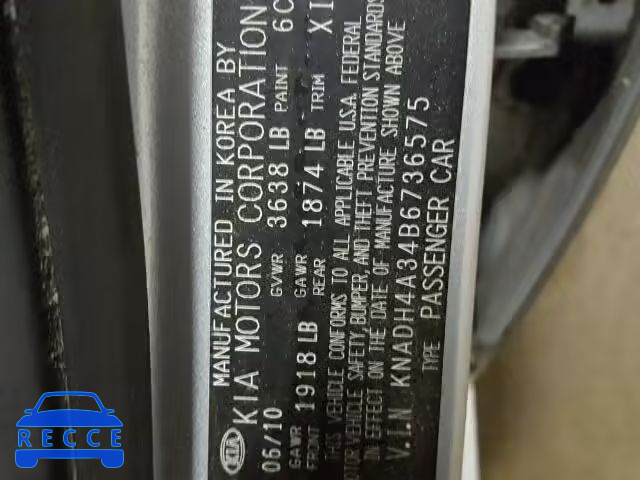 MANUFACTURED IN KOREA BY
KIA KIA MOTORS CORPORATION
06/10 GVWR 3638 LB PAINT 6C
GAWR FRONT 1918 LB GAWR REAR 1874 LB TRIM XI
THIS VEHICLE CONFORMS TO ALL APPLICABLE U.S.A. FEDERAL
MOTOR VEHICLE SAFETY, BUMPER, AND THEFT PREVENTION STANDARDS
IN EFFECT ON THE DATE OF MANUFACTURE SHOWN ABOVE
V.I.N KNADH4A34B6736575
TYPE PASSENGER CAR
RECCE